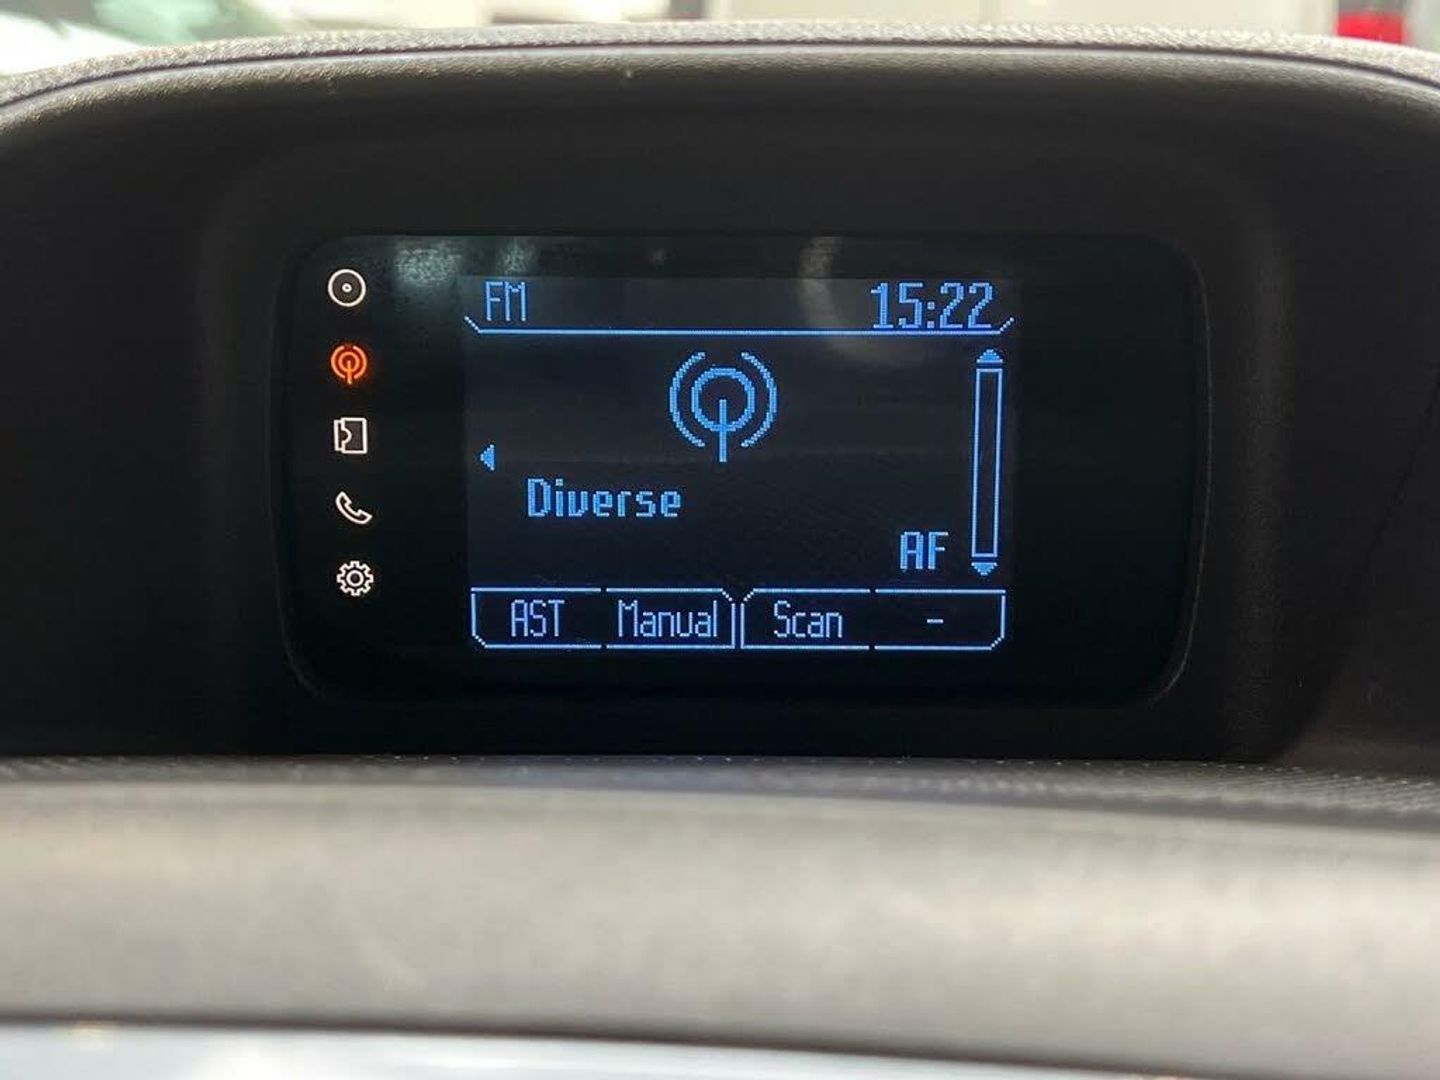 FM 15:22
Diverse
AF
AST Manual Scan -